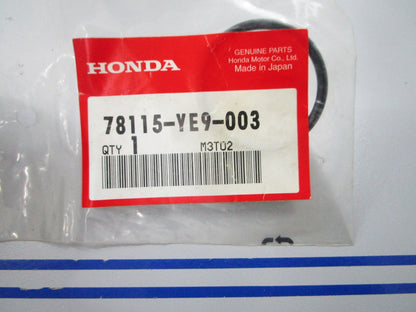 GENUINE PARTS
Honda Motor Co., Ltd.
Made in Japan
HONDA
78115-YE9-003
QTY 1 M3T02